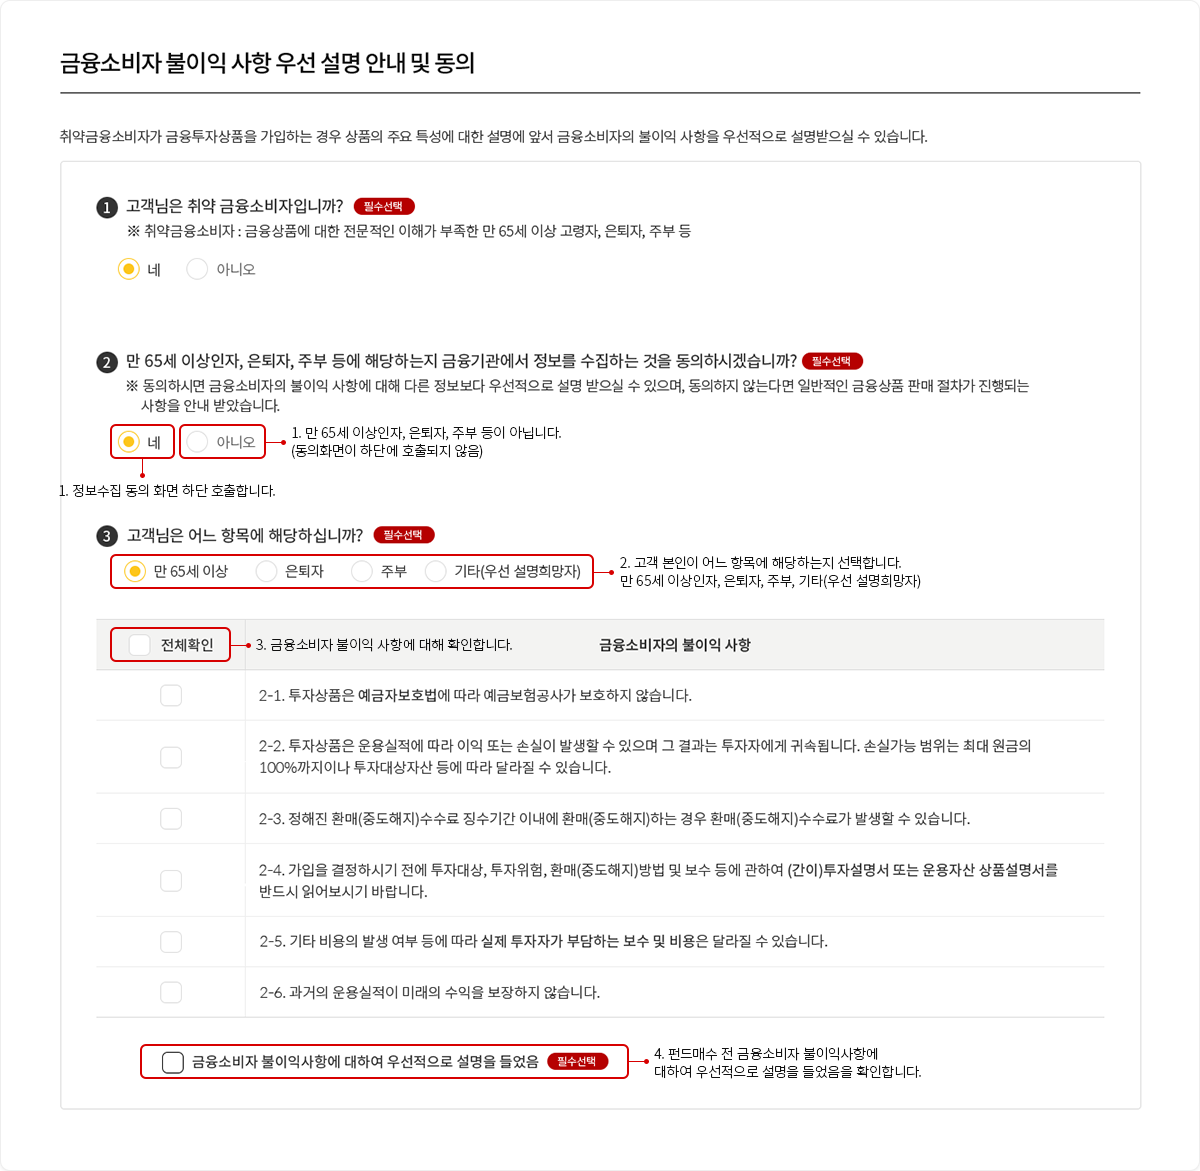 금융소비자 불이익 사항 우선 설명 안내 및 동의
취약금융소비자가 금융투자상품을 가입하는 경우 상품의 주요 특성에 대한 설명에 앞서 금융소비자의 불이익 사항을 우선적으로 설명받으실 수 있습니다.
1 고객님은 취약 금융소비자입니까? 필수선택
※ 취약금융소비자 : 금융상품에 대한 전문적인 이해가 부족한 만 65세 이상 고령자, 은퇴자, 주부 등
네 아니오
2 만 65세 이상인자, 은퇴자, 주부 등에 해당하는지 금융기관에서 정보를 수집하는 것을 동의하시겠습니까? 필수선택
※ 동의하시면 금융소비자의 불이익 사항에 대해 다른 정보보다 우선적으로 설명 받으실 수 있으며, 동의하지 않는다면 일반적인 금융상품 판매 절차가 진행되는
사항을 안내 받았습니다.
네 아니오
1. 만 65세 이상인자, 은퇴자, 주부 등이 아닙니다.
(동의화면이 하단에 호출되지 않음)
1. 정보수집 동의 화면 하단 호출합니다.
3 고객님은 어느 항목에 해당하십니까? 필수선택
만 65세 이상 은퇴자 주부 기타(우선 설명희망자)
2. 고객 본인이 어느 항목에 해당하는지 선택합니다.
만 65세 이상인자, 은퇴자, 주부, 기타(우선 설명희망자)
전체확인 3. 금융소비자 불이익 사항에 대해 확인합니다. 금융소비자의 불이익 사항
2-1. 투자상품은 예금자보호법에 따라 예금보험공사가 보호하지 않습니다.
2-2. 투자상품은 운용실적에 따라 이익 또는 손실이 발생할 수 있으며 그 결과는 투자자에게 귀속됩니다. 손실가능 범위는 최대 원금의
100%까지이나 투자대상자산 등에 따라 달라질 수 있습니다.
2-3. 정해진 환매(중도해지)수수료 징수기간 이내에 환매(중도해지)하는 경우 환매(중도해지)수수료가 발생할 수 있습니다.
2-4. 가입을 결정하시기 전에 투자대상, 투자위험, 환매(중도해지)방법 및 보수 등에 관하여 (간이)투자설명서 또는 운용자산 상품설명서를
반드시 읽어보시기 바랍니다.
2-5. 기타 비용의 발생 여부 등에 따라 실제 투자자가 부담하는 보수 및 비용은 달라질 수 있습니다.
2-6. 과거의 운용실적이 미래의 수익을 보장하지 않습니다.
금융소비자 불이익사항에 대하여 우선적으로 설명을 들었음 필수선택
4. 펀드매수 전 금융소비자 불이익사항에
대하여 우선적으로 설명을 들었음을 확인합니다.